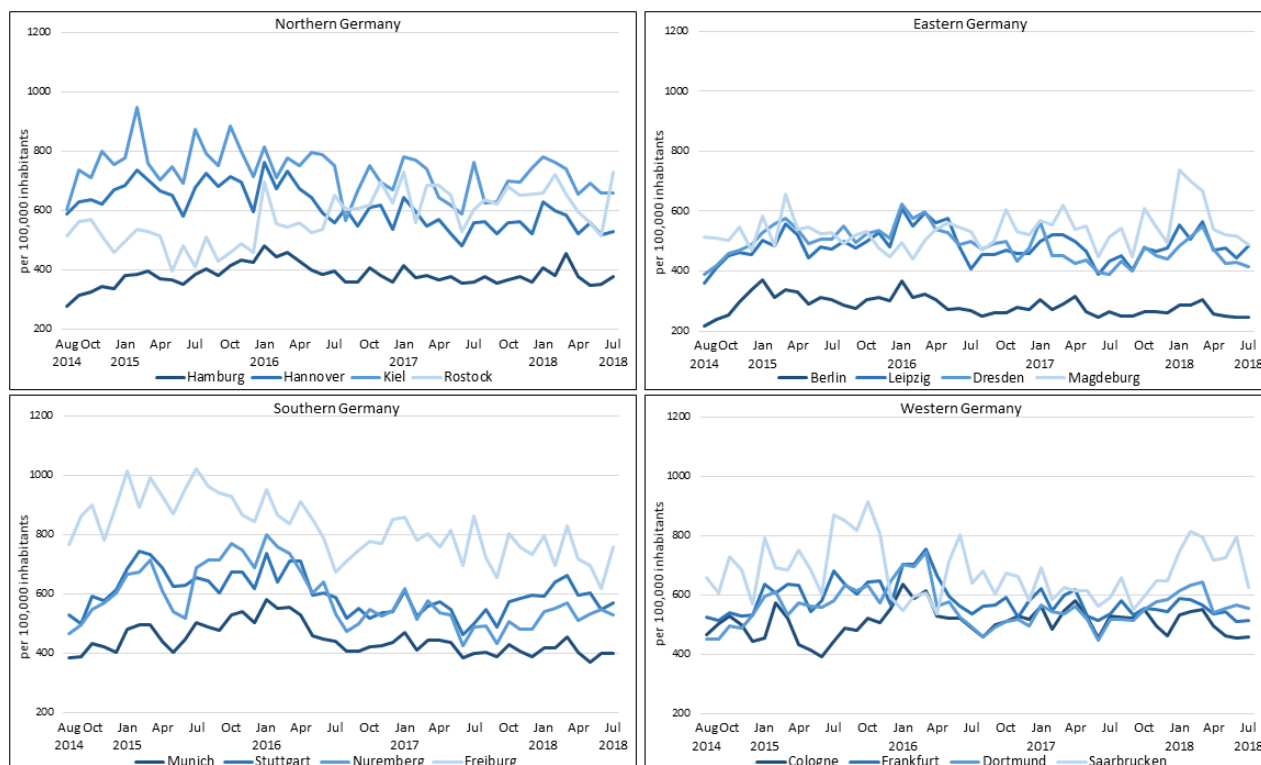 Northern Germany
per 100,000 inhabitants
1200
1000
800
600
400
200
Aug Oct Jan Apr Jul Oct Jan Apr Jul Oct Jan Apr Jul Oct Jan Apr Jul
2014 2015 2016 2017 2018 2018
Hamburg Hannover Kiel Rostock
Eastern Germany
per 100,000 inhabitants
1200
1000
800
600
400
200
Aug Oct Jan Apr Jul Oct Jan Apr Jul Oct Jan Apr Jul Oct Jan Apr Jul
2014 2015 2016 2017 2018 2018
Berlin Leipzig Dresden Magdeburg
Southern Germany
per 100,000 inhabitants
1200
1000
800
600
400
200
Aug Oct Jan Apr Jul Oct Jan Apr Jul Oct Jan Apr Jul Oct Jan Apr Jul
2014 2015 2016 2017 2018 2018
Munich Stuttgart Nuremberg Freiburg
Western Germany
per 100,000 inhabitants
1200
1000
800
600
400
200
Aug Oct Jan Apr Jul Oct Jan Apr Jul Oct Jan Apr Jul Oct Jan Apr Jul
2014 2015 2016 2017 2018 2018
Cologne Frankfurt Dortmund Saarbrucken